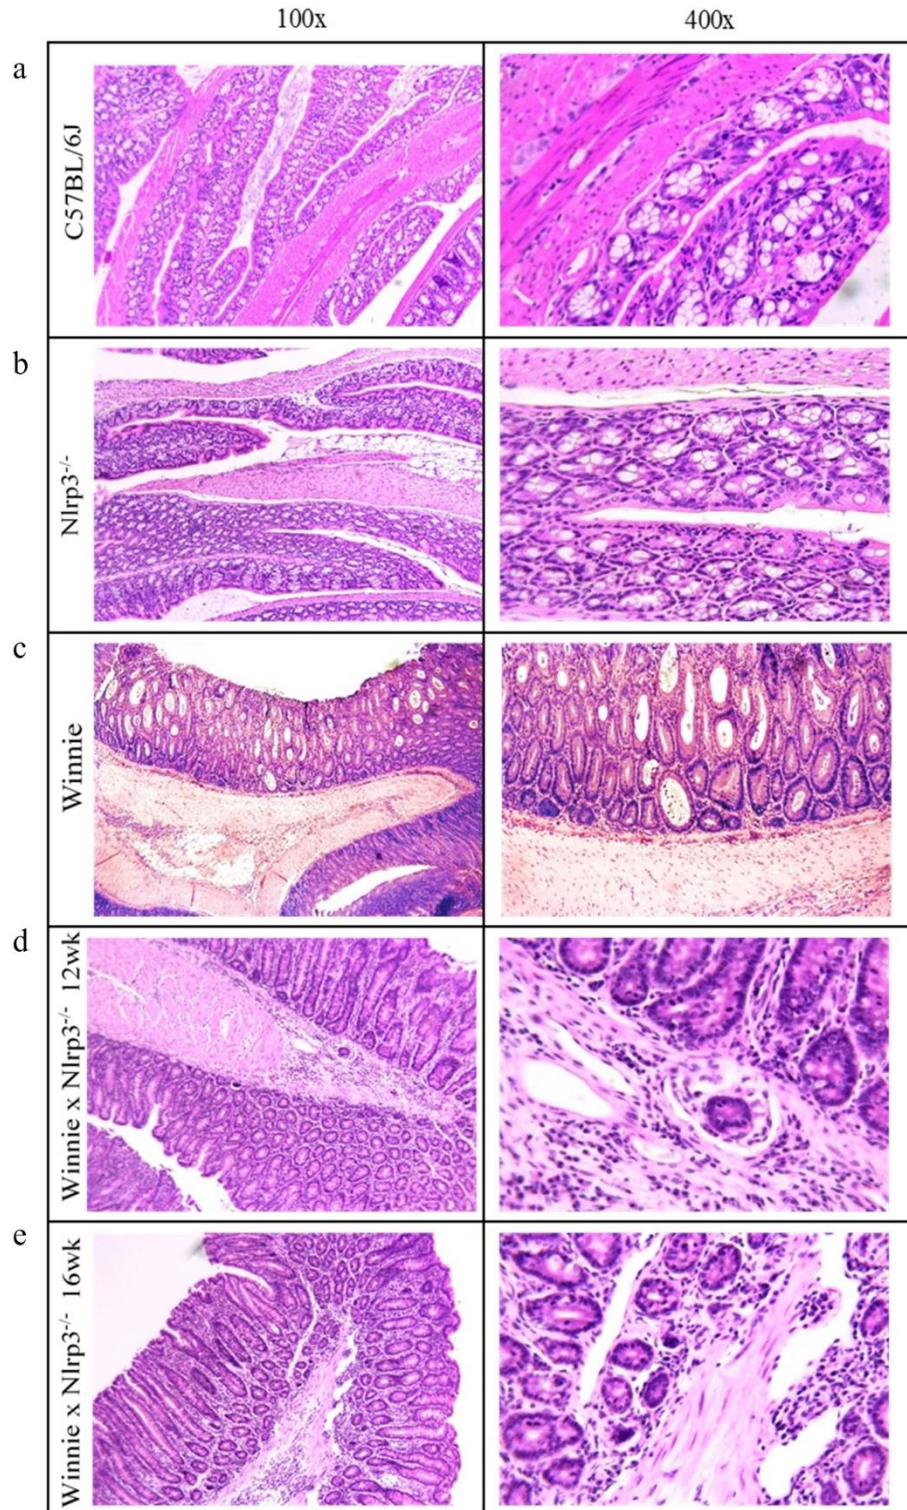 100x 400x
a
C57BL/6J
b
Nlrp3-/-
c
Winnie
d
Winnie x Nlrp3-/- 12wk
e
Winnie x Nlrp3-/- 16wk